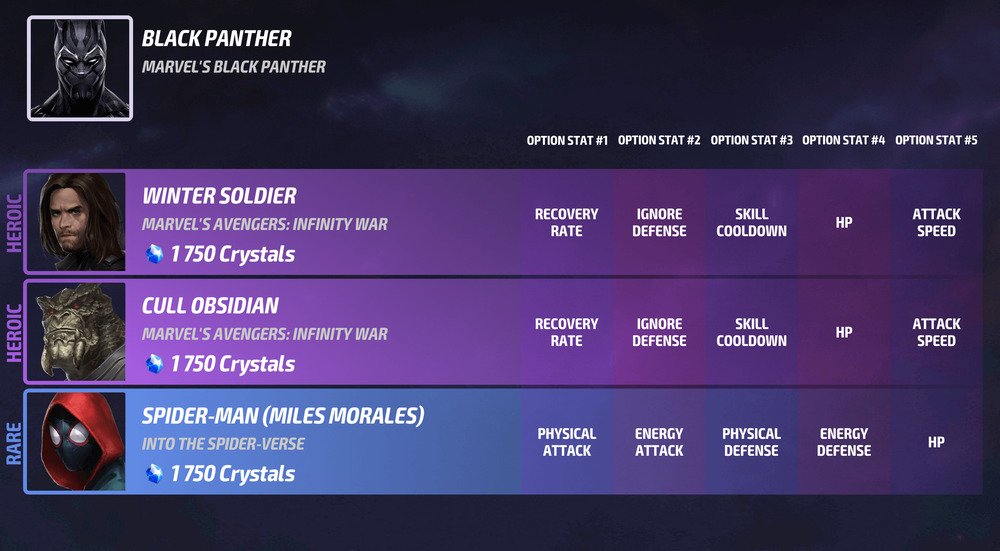 BLACK PANTHER
MARVEL'S BLACK PANTHER
OPTION STAT #1 OPTION STAT #2 OPTION STAT #3 OPTION STAT #4 OPTION STAT #5
HEROIC
WINTER SOLDIER
MARVEL'S AVENGERS: INFINITY WAR
1 750 Crystals
RECOVERY RATE
IGNORE DEFENSE
SKILL COOLDOWN
HP
ATTACK SPEED
HEROIC
CULL OBSIDIAN
MARVEL'S AVENGERS: INFINITY WAR
1 750 Crystals
RECOVERY RATE
IGNORE DEFENSE
SKILL COOLDOWN
HP
ATTACK SPEED
RARE
SPIDER-MAN (MILES MORALES)
INTO THE SPIDER-VERSE
1 750 Crystals
PHYSICAL ATTACK
ENERGY ATTACK
PHYSICAL DEFENSE
ENERGY DEFENSE
HP